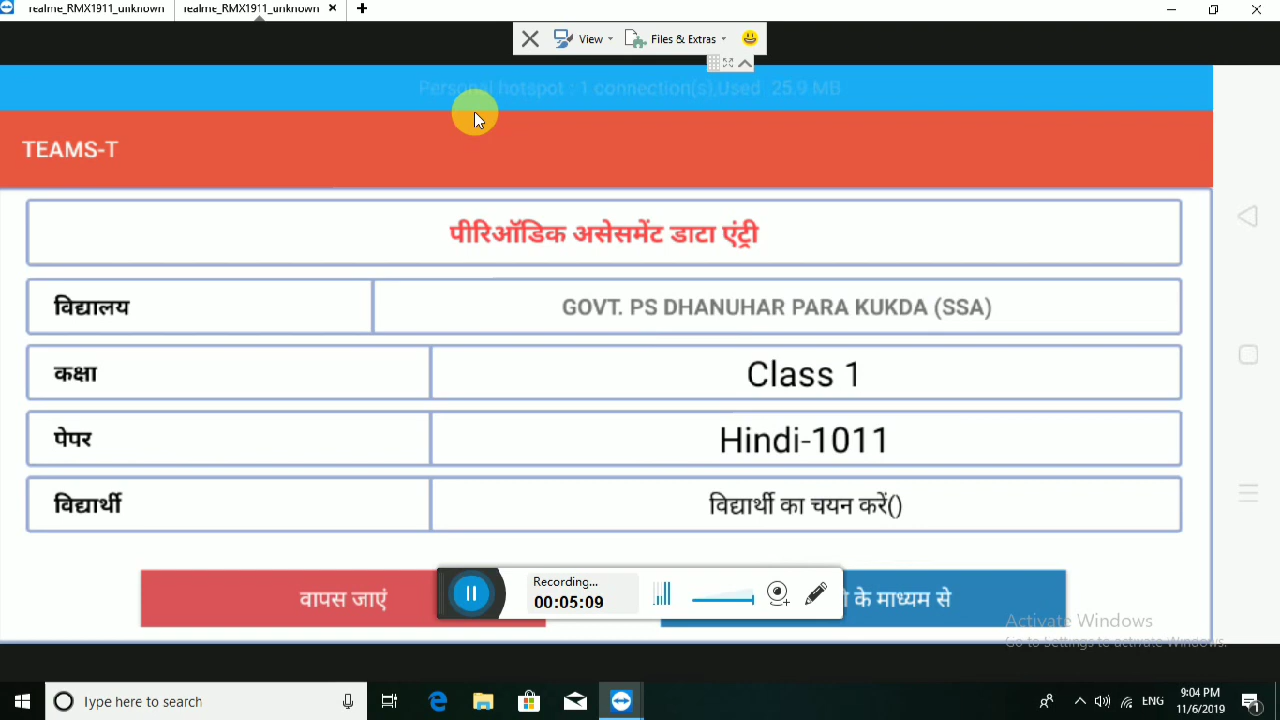 realme_RMX1911_unknown realme_RMX1911_unknown × +
View Files & Extras
Personal hotspot : 1 connection(s),Used 25.9 MB
TEAMS-T
पीरिऑडिक असेसमेंट डाटा एंट्री
विद्यालय GOVT. PS DHANUHAR PARA KUKDA (SSA)
कक्षा Class 1
पेपर Hindi-1011
विद्यार्थी विद्यार्थी का चयन करें()
वापस जाएं
Recording...
00:05:09
के माध्यम से
Activate Windows
Go to Settings to activate Windows.
Type here to search
ENG
9:04 PM
11/6/2019
1